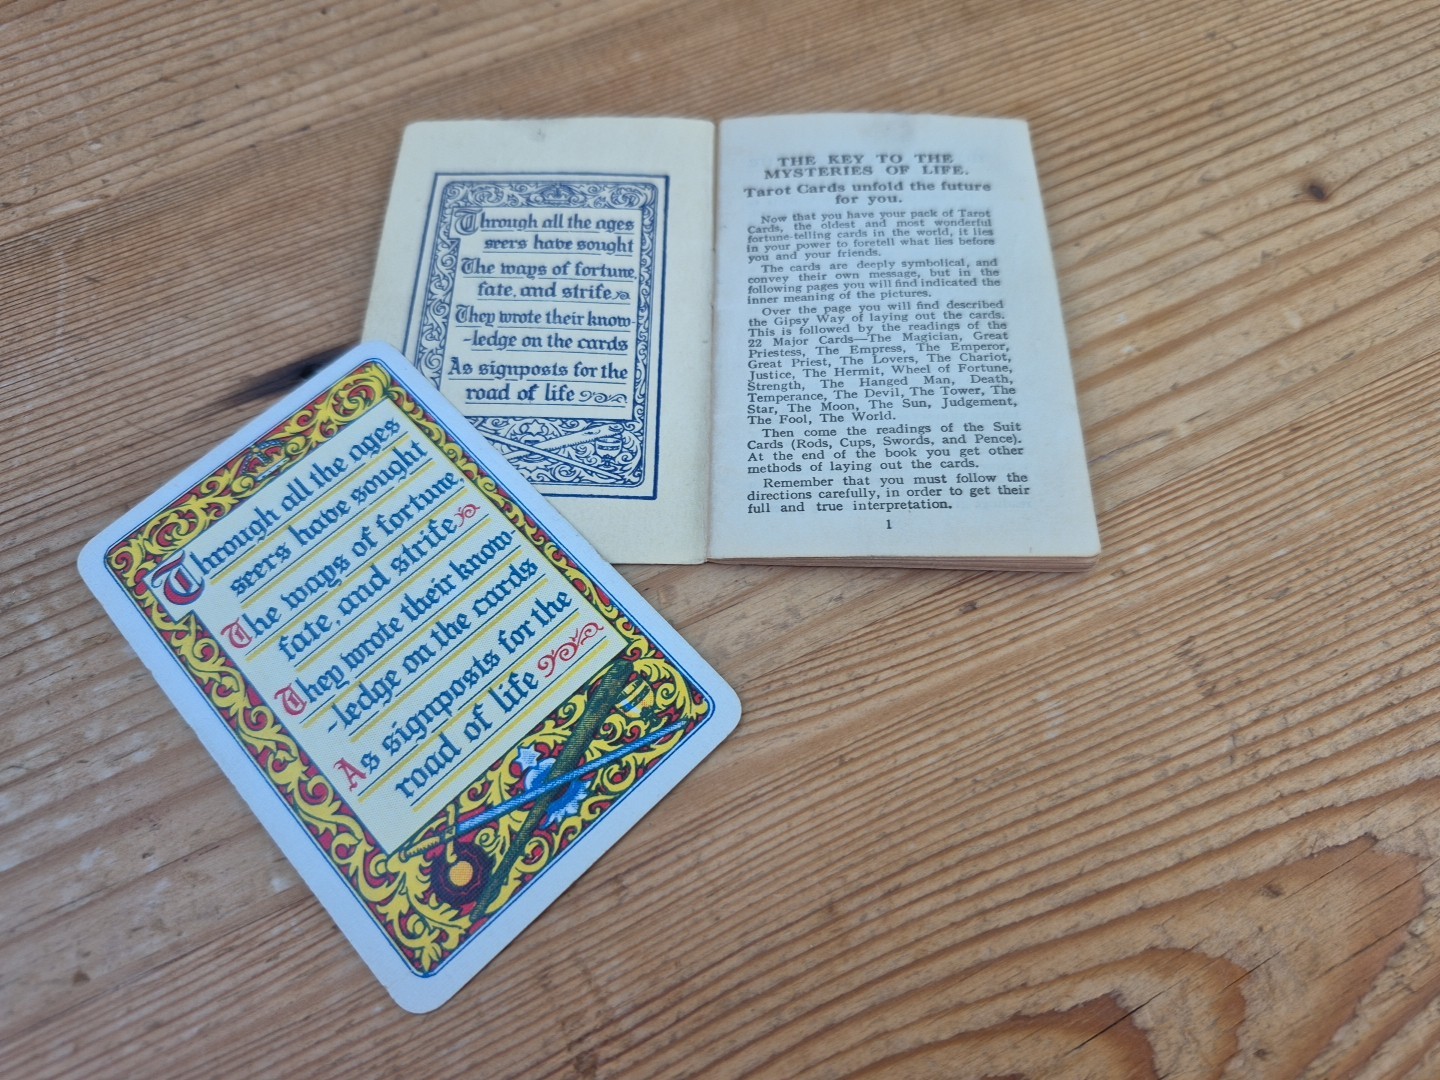 Through all the ages
seers have sought
The ways of fortune,
fate, and strife
They wrote their know-
-ledge on the cards
As signposts for the
road of life
THE KEY TO THE
MYSTERIES OF LIFE.
Tarot Cards unfold the future
for you.
Now that you have your pack of Tarot
Cards, the oldest and most wonderful
fortune-telling cards in the world, it lies
in your power to foretell what lies before
you and your friends.
The cards are deeply symbolical, and
convey their own message, but in the
following pages you will find indicated the
inner meaning of the pictures.
Over the page you will find described
the Gipsy Way of laying out the cards.
This is followed by the readings of the
22 Major Cards—The Magician, Great
Priestess, The Empress, The Emperor,
Great Priest, The Lovers, The Chariot,
Justice, The Hermit, Wheel of Fortune,
Strength, The Hanged Man, Death,
Temperance, The Devil, The Tower, The
Star, The Moon, The Sun, Judgement,
The Fool, The World.
Then come the readings of the Suit
Cards (Rods, Cups, Swords, and Pence).
At the end of the book you get other
methods of laying out the cards.
Remember that you must follow the
directions carefully, in order to get their
full and true interpretation.
1
Through all the ages
seers have sought
The ways of fortune,
fate, and strife
They wrote their know-
-ledge on the cards
As signposts for the
road of life